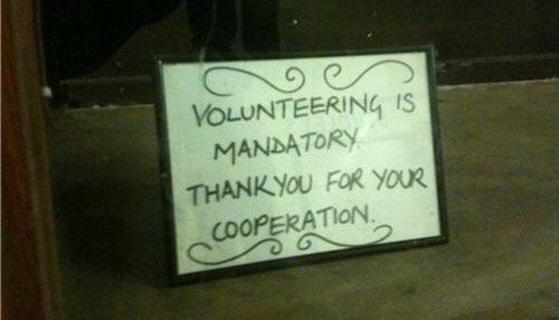 VOLUNTEERING IS
MANDATORY.
THANKYOU FOR YOUR
COOPERATION.